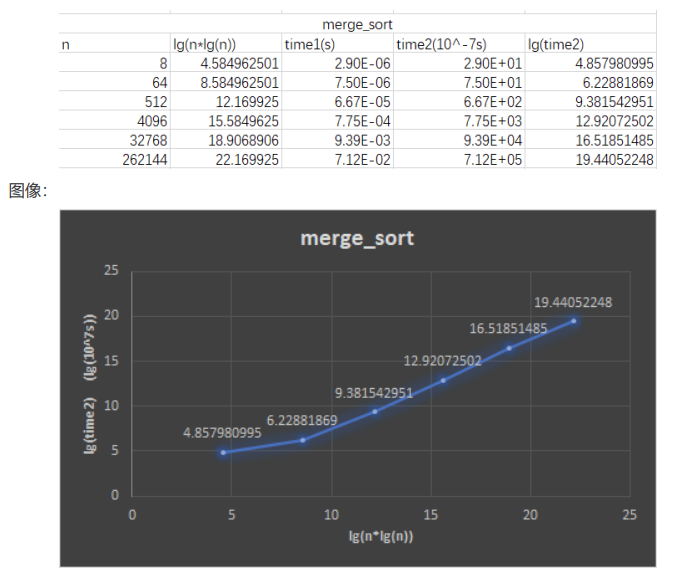 merge_sort
n lg(n*lg(n)) time1(s) time2(10^-7s) lg(time2)
8 4.584962501 2.90E-06 2.90E+01 4.857980995
64 8.584962501 7.50E-06 7.50E+01 6.22881869
512 12.169925 6.67E-05 6.67E+02 9.381542951
4096 15.5849625 7.75E-04 7.75E+03 12.92072502
32768 18.9068906 9.39E-03 9.39E+04 16.51851485
262144 22.169925 7.12E-02 7.12E+05 19.44052248
图像:
merge_sort
lg(time2) (lg(10^7s))
25
20
15
10
5
0
4.857980995
6.22881869
9.381542951
12.92072502
16.51851485
19.44052248
0 5 10 15 20 25
lg(n*lg(n))